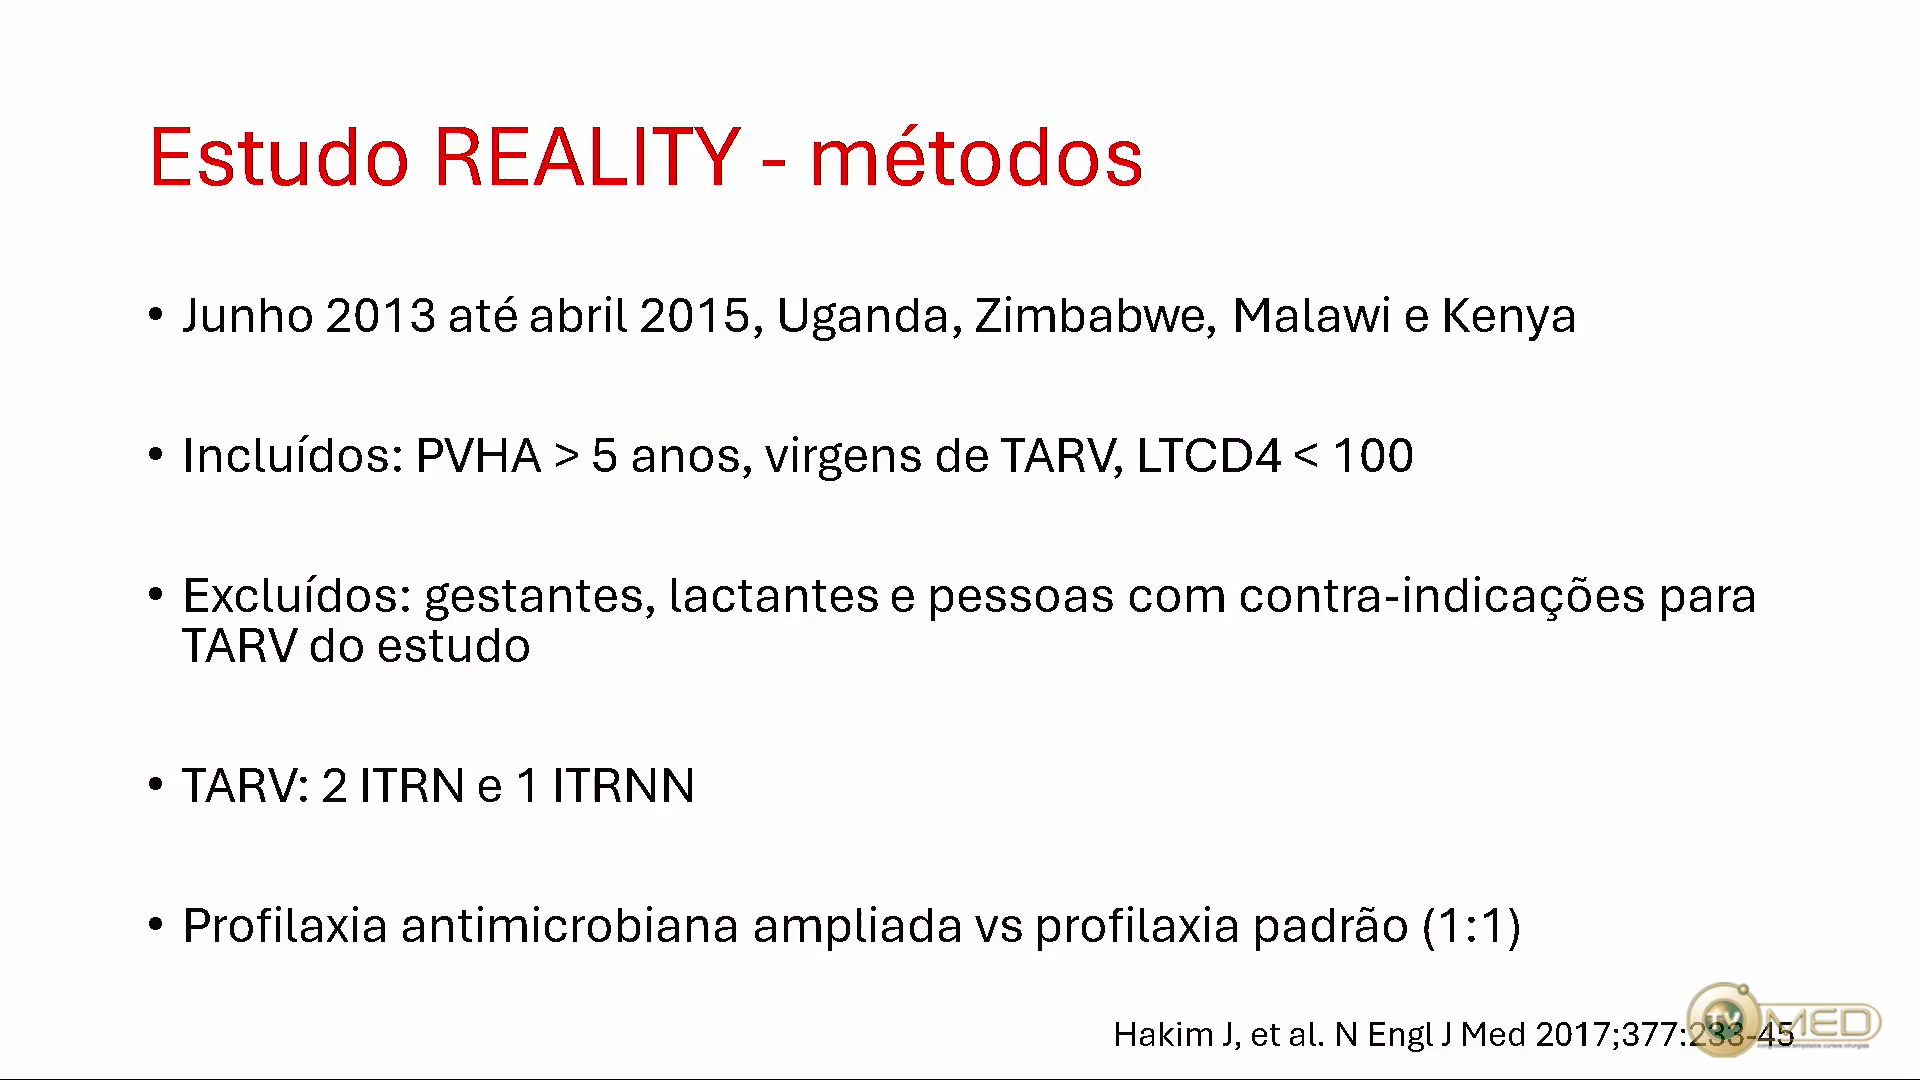 Estudo REALITY - métodos
• Junho 2013 até abril 2015, Uganda, Zimbabwe, Malawi e Kenya
• Incluídos: PVHA > 5 anos, virgens de TARV, LTCD4 < 100
• Excluídos: gestantes, lactantes e pessoas com contra-indicações para
TARV do estudo
• TARV: 2 ITRN e 1 ITRNN
• Profilaxia antimicrobiana ampliada vs profilaxia padrão (1:1)
Hakim J, et al. N Engl J Med 2017;377:233-45
TV MED